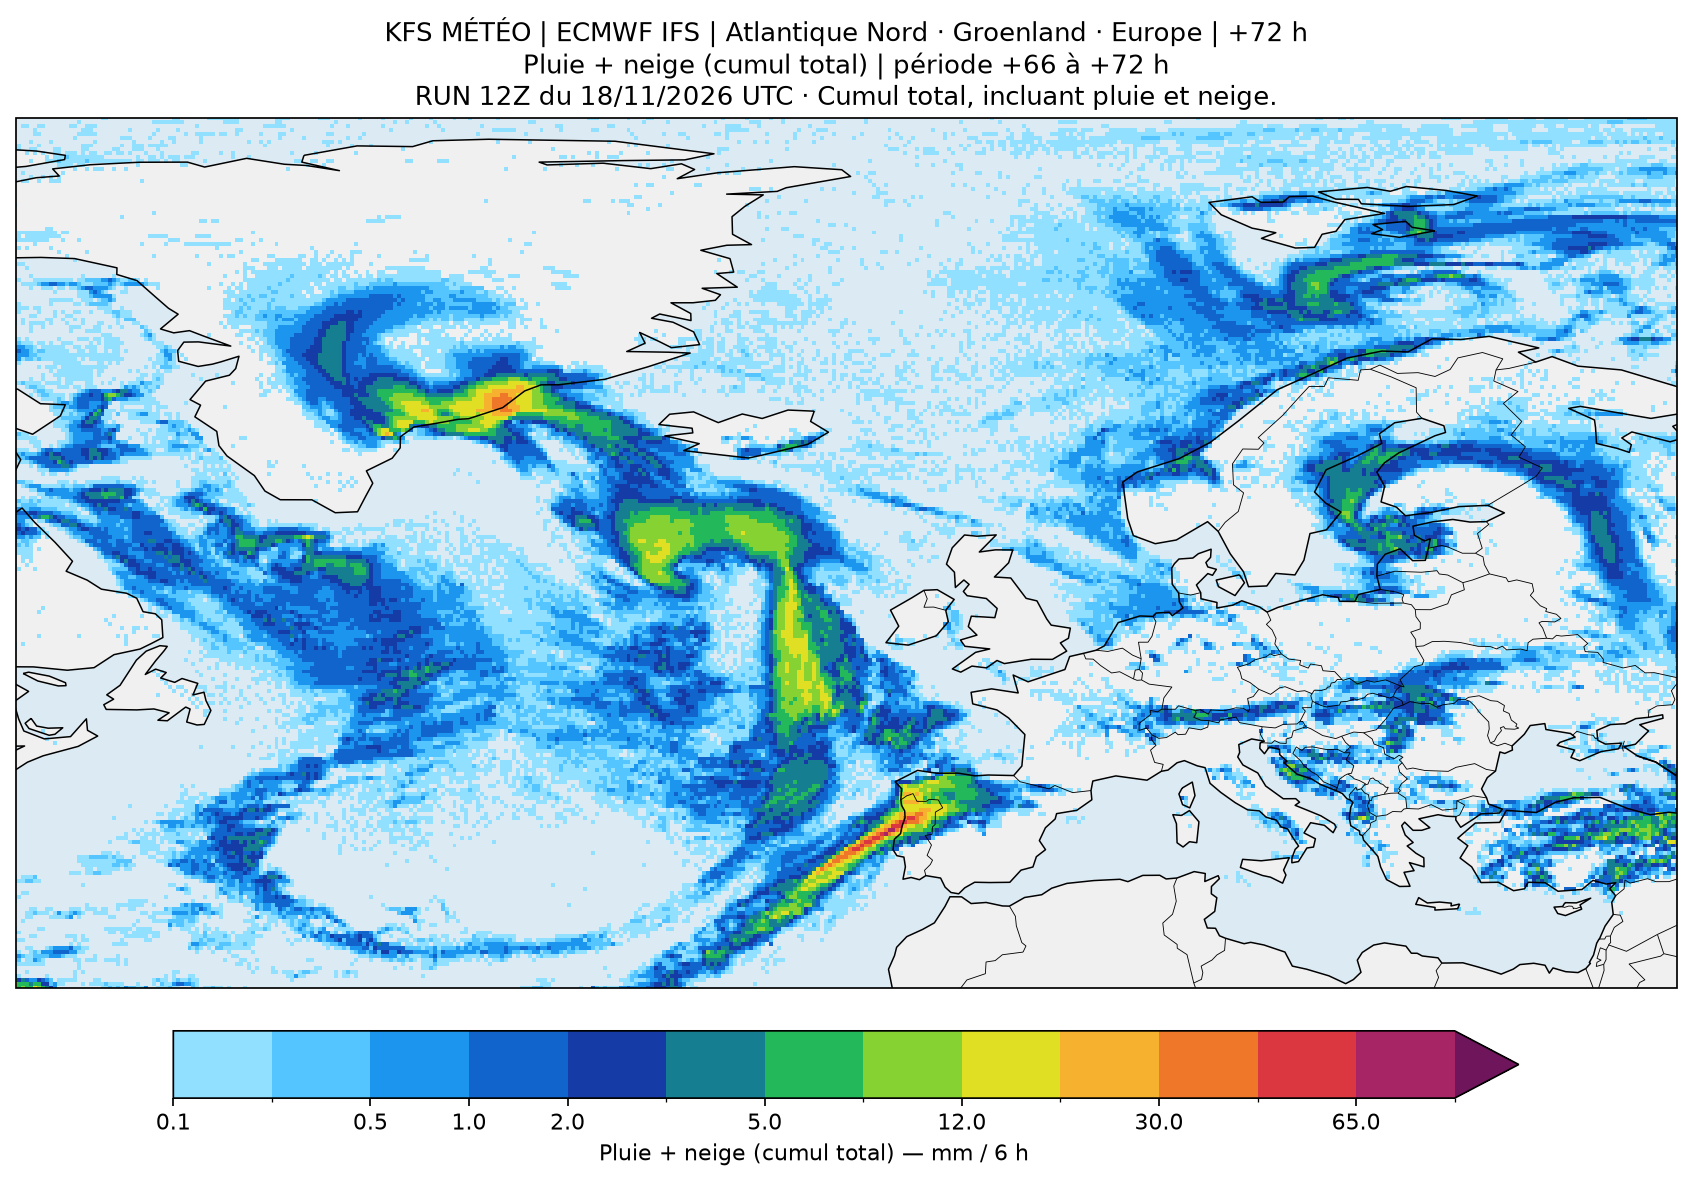 KFS MÉTÉO | ECMWF IFS | Atlantique Nord · Groenland · Europe | +72 h
Pluie + neige (cumul total) | période +66 à +72 h
RUN 12Z du 18/11/2026 UTC · Cumul total, incluant pluie et neige.
0.1 0.5 1.0 2.0 5.0 12.0 30.0 65.0
Pluie + neige (cumul total) — mm / 6 h